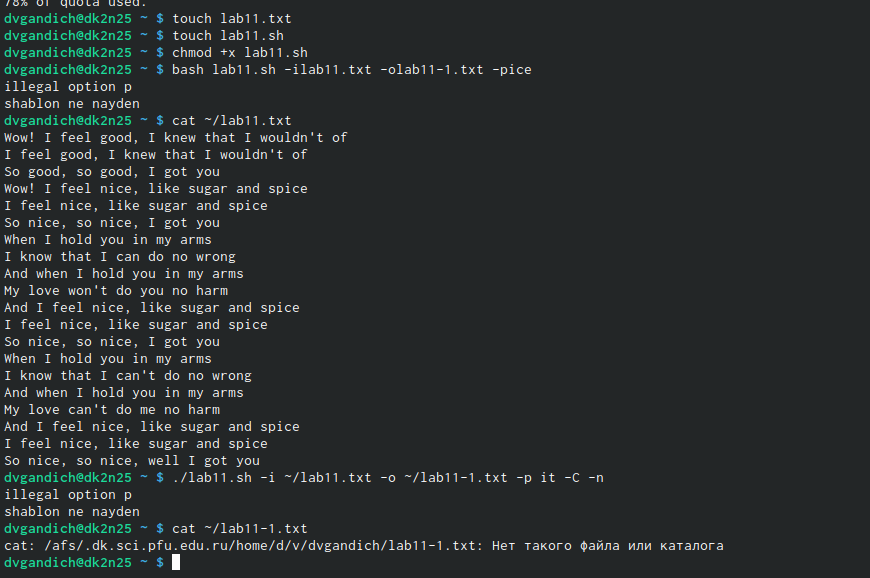 78% of quota used.
dvgandich@dk2n25 ~ $ touch lab11.txt
dvgandich@dk2n25 ~ $ touch lab11.sh
dvgandich@dk2n25 ~ $ chmod +x lab11.sh
dvgandich@dk2n25 ~ $ bash lab11.sh -ilab11.txt -olab11-1.txt -pice
illegal option p
shablon ne nayden
dvgandich@dk2n25 ~ $ cat ~/lab11.txt
Wow! I feel good, I knew that I wouldn't of
I feel good, I knew that I wouldn't of
So good, so good, I got you
Wow! I feel nice, like sugar and spice
I feel nice, like sugar and spice
So nice, so nice, I got you
When I hold you in my arms
I know that I can do no wrong
And when I hold you in my arms
My love won't do you no harm
And I feel nice, like sugar and spice
I feel nice, like sugar and spice
So nice, so nice, I got you
When I hold you in my arms
I know that I can't do no wrong
And when I hold you in my arms
My love can't do me no harm
And I feel nice, like sugar and spice
I feel nice, like sugar and spice
So nice, so nice, well I got you
dvgandich@dk2n25 ~ $ ./lab11.sh -i ~/lab11.txt -o ~/lab11-1.txt -p it -C -n
illegal option p
shablon ne nayden
dvgandich@dk2n25 ~ $ cat ~/lab11-1.txt
cat: /afs/.dk.sci.pfu.edu.ru/home/d/v/dvgandich/lab11-1.txt: Нет такого файла или каталога
dvgandich@dk2n25 ~ $